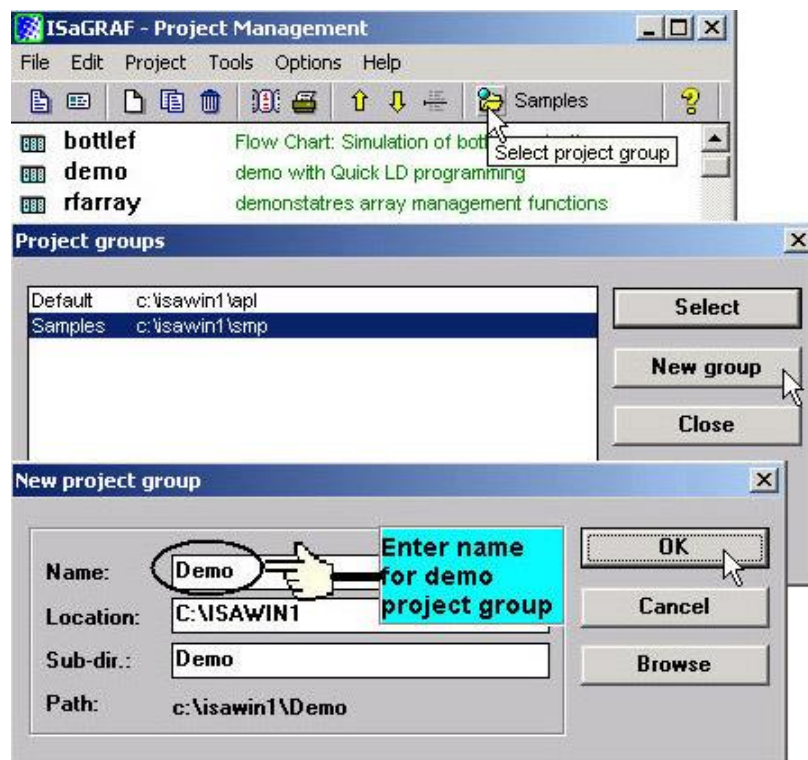 ISaGRAF - Project Management
File Edit Project Tools Options Help
Samples
bottlef Flow Chart: Simulation of
Select project group
demo demo with Quick LD programming
rfarray demonstatres array management functions
Project groups
Default c:\isawin1\apl
Samples c:\isawin1\smp
Select
New group
Close
New project group
Name: Demo
Enter name
for demo
project group
Location: C:\ISAWIN1
Sub-dir.: Demo
Path: c:\isawin1\Demo
OK
Cancel
Browse